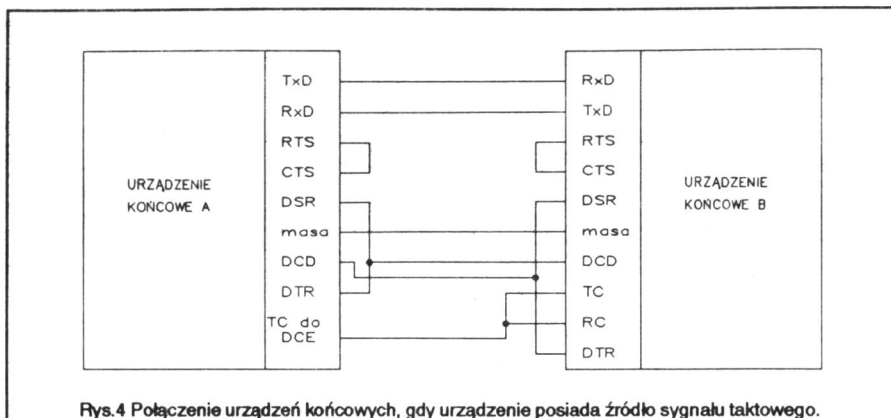 URZĄDZENIE
KOŃCOWE A
TxD
RxD
RTS
CTS
DSR
masa
DCD
DTR
TC do
DCE
RxD
TxD
RTS
CTS
DSR
masa
DCD
TC
RC
DTR
URZĄDZENIE
KOŃCOWE B
Rys.4 Połączenie urządzeń końcowych, gdy urządzenie posiada źródło sygnału taktowego.